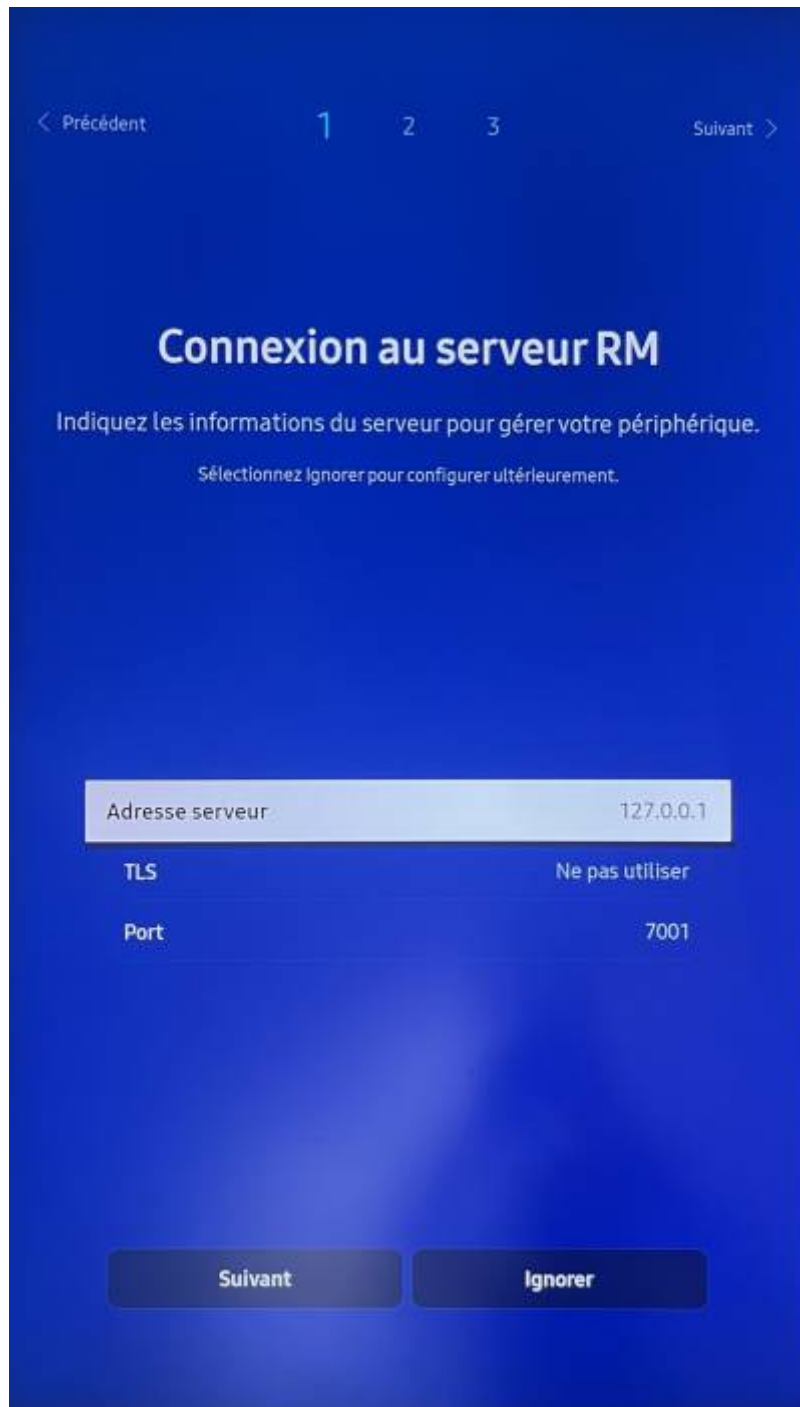 < Précédent 1 2 3 Suivant >
Connexion au serveur RM
Indiquez les informations du serveur pour gérer votre périphérique.
Sélectionnez Ignorer pour configurer ultérieurement.
Adresse serveur 127.0.0.1
TLS Ne pas utiliser
Port 7001
Suivant Ignorer